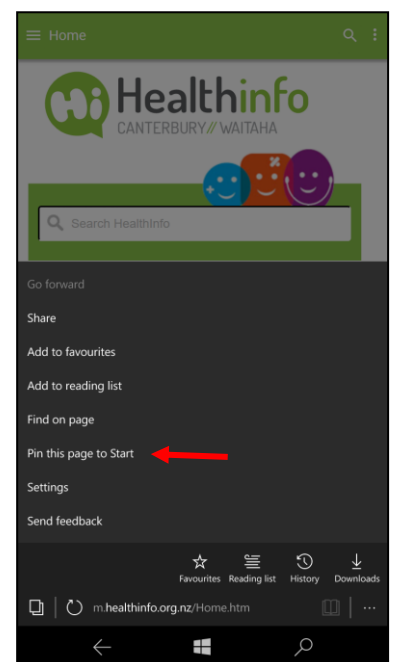 Home
Healthinfo
CANTERBURY//WAITAHA
Search HealthInfo
Go forward
Share
Add to favourites
Add to reading list
Find on page
Pin this page to Start
Settings
Send feedback
Favourites Reading list History Downloads
m.healthinfo.org.nz/Home.htm